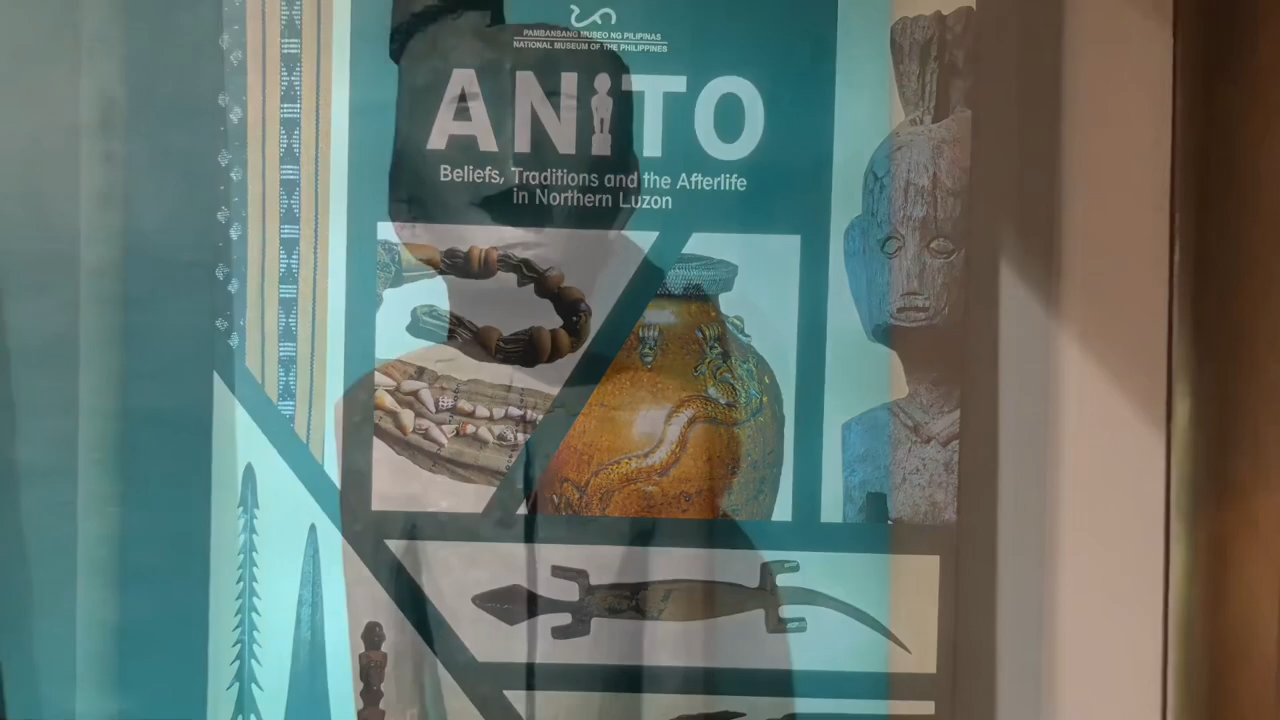 PAMBANSANG MUSEO NG PILIPINAS
NATIONAL MUSEUM OF THE PHILIPPINES
ANITO
Beliefs, Traditions and the Afterlife
in Northern Luzon